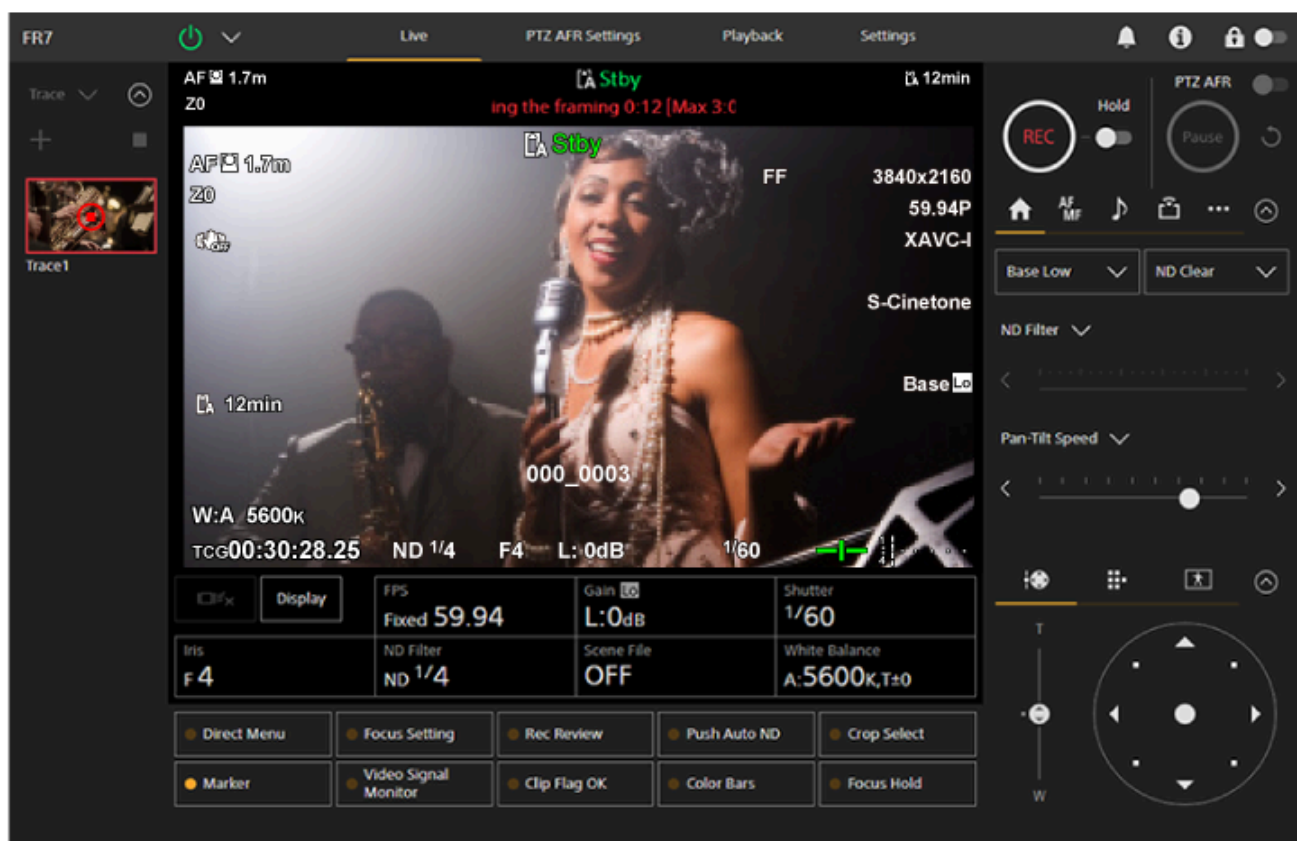 FR7
Live
PTZ AFR Settings
Playback
Settings
Trace
AF 1.7m
A Stby
A 12min
Z0
ing the framing 0:12 [Max 3:0
Trace1
AF 1.7m
A Stby
Z0
OFF
FF
3840x2160
59.94P
XAVC-I
S-Cinetone
Base Lo
A 12min
000_0003
W:A 5600K
TCG00:30:28.25
ND 1/4
F4
L: 0dB
1/60
REC
Hold
PTZ AFR
Pause
AF
MF
Base Low
ND Clear
ND Filter
Pan-Tilt Speed
T
W
Display
FPS
Fixed 59.94
Gain Lo
L:0dB
Shutter
1/60
Iris
F 4
ND Filter
ND 1/4
Scene File
OFF
White Balance
A:5600K,T±0
Direct Menu
Focus Setting
Rec Review
Push Auto ND
Crop Select
Marker
Video Signal
Monitor
Clip Flag OK
Color Bars
Focus Hold